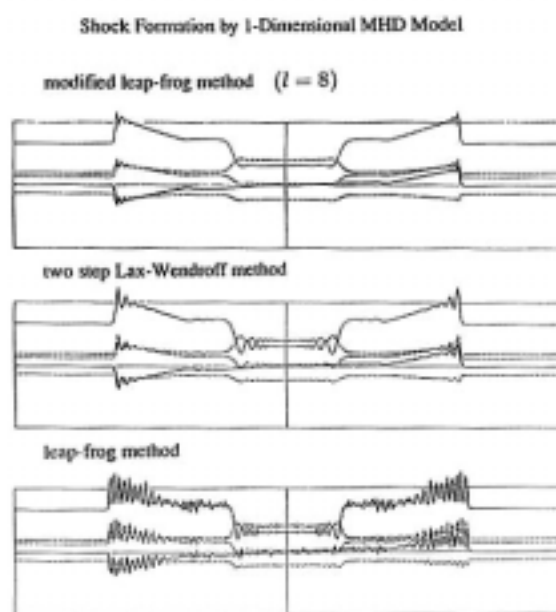 Shock Formation by 1-Dimensional MHD Model
modified leap-frog method (l = 8)
two step Lax-Wendroff method
leap-frog method